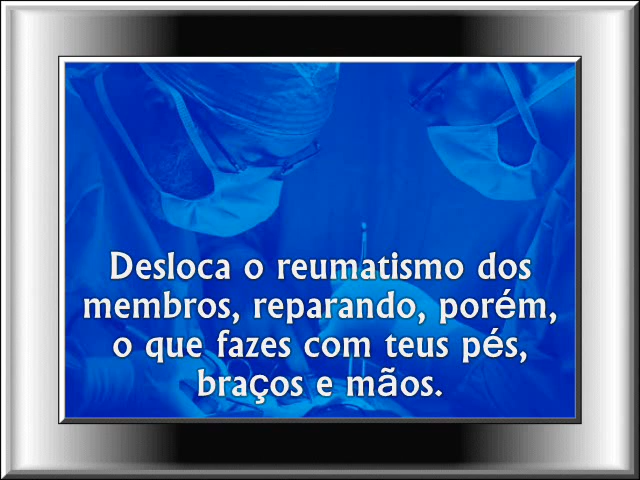 Desloca o reumatismo dos
membros, reparando, porém,
o que fazes com teus pés,
braços e mãos.